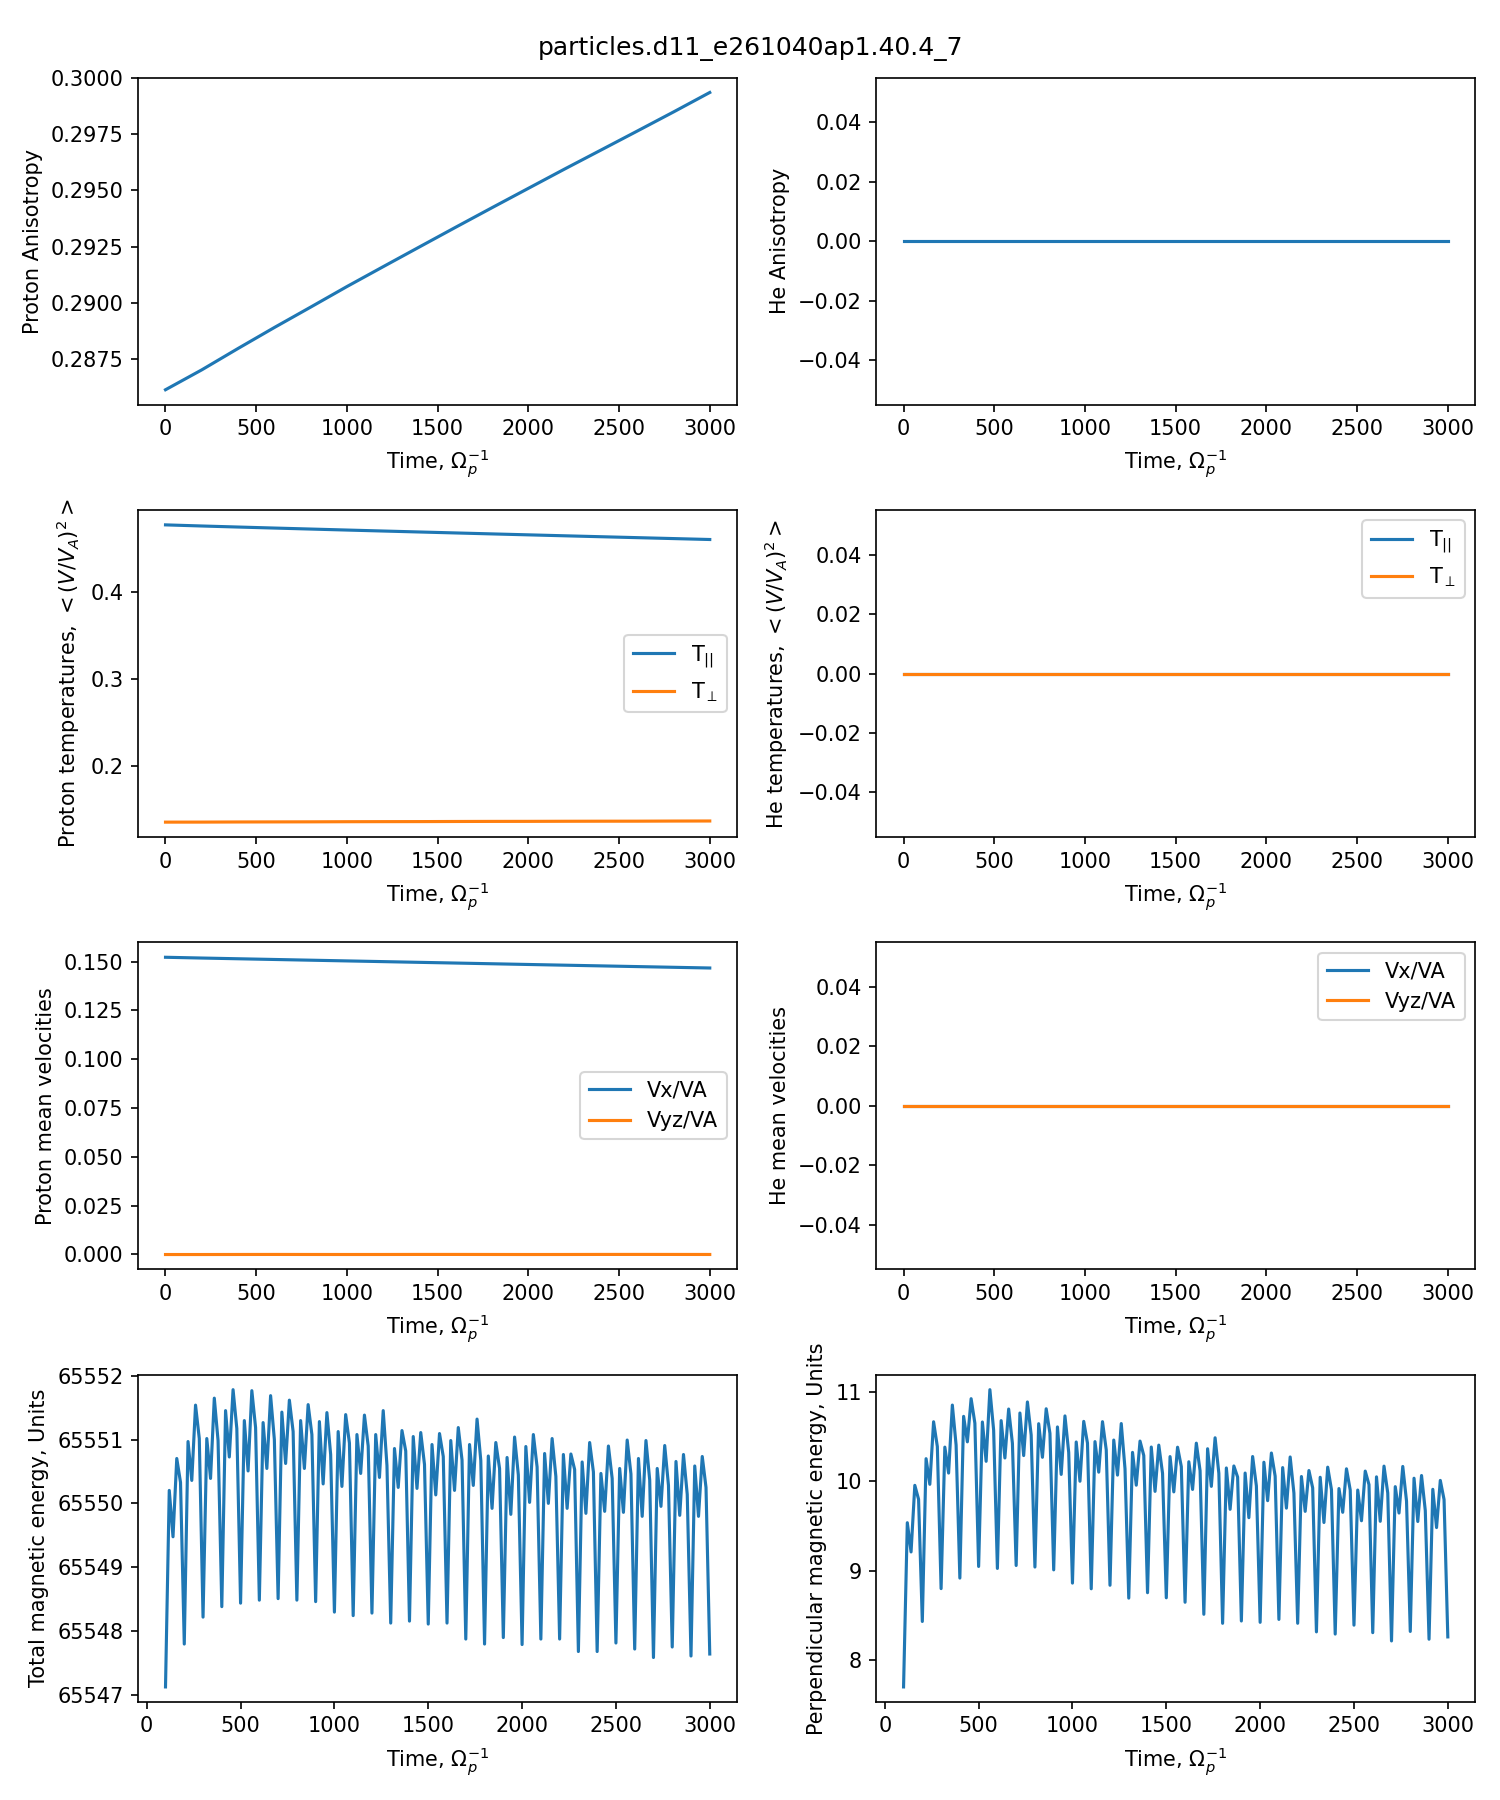 particles.d11_e261040ap1.40.4_7
Proton Anisotropy
0.3000
0.2975
0.2950
0.2925
0.2900
0.2875
0 500 1000 1500 2000 2500 3000
Time, Ω_p^{-1}
He Anisotropy
0.04
0.02
0.00
−0.02
−0.04
0 500 1000 1500 2000 2500 3000
Time, Ω_p^{-1}
Proton temperatures, < (V/V_A)^2 >
0.4
0.3
0.2
T_||
T_⊥
0 500 1000 1500 2000 2500 3000
Time, Ω_p^{-1}
He temperatures, < (V/V_A)^2 >
0.04
0.02
0.00
−0.02
−0.04
T_||
T_⊥
0 500 1000 1500 2000 2500 3000
Time, Ω_p^{-1}
Proton mean velocities
0.150
0.125
0.100
0.075
0.050
0.025
0.000
Vx/VA
Vyz/VA
0 500 1000 1500 2000 2500 3000
Time, Ω_p^{-1}
He mean velocities
0.04
0.02
0.00
−0.02
−0.04
Vx/VA
Vyz/VA
0 500 1000 1500 2000 2500 3000
Time, Ω_p^{-1}
Total magnetic energy, Units
65552
65551
65550
65549
65548
65547
0 500 1000 1500 2000 2500 3000
Time, Ω_p^{-1}
Perpendicular magnetic energy, Units
11
10
9
8
0 500 1000 1500 2000 2500 3000
Time, Ω_p^{-1}